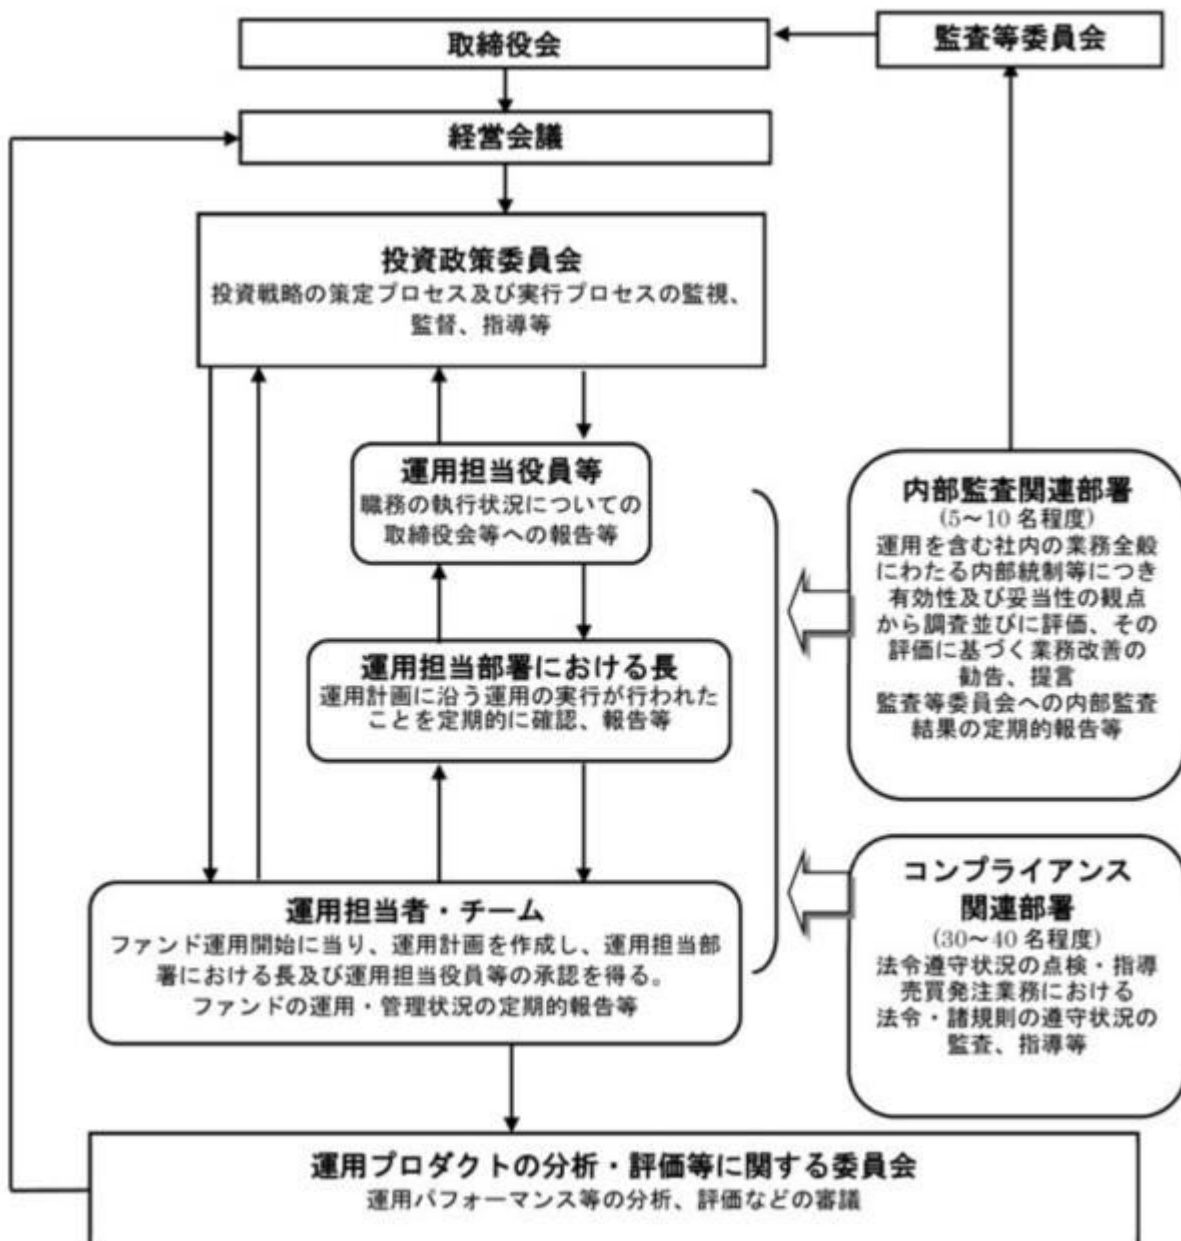 取締役会
監査等委員会
経営会議
投資政策委員会
投資戦略の策定プロセス及び実行プロセスの監視、
監督、指導等
運用担当役員等
職務の執行状況についての
取締役会等への報告等
運用担当部署における長
運用計画に沿う運用の実行が行われた
ことを定期的に確認、報告等
運用担当者・チーム
ファンド運用開始に当り、運用計画を作成し、運用担当部
署における長及び運用担当役員等の承認を得る。
ファンドの運用・管理状況の定期的報告等
内部監査関連部署
(5～10 名程度)
運用を含む社内の業務全般
にわたる内部統制等につき
有効性及び妥当性の観点
から調査並びに評価、その
評価に基づく業務改善の
勧告、提言
監査等委員会への内部監査
結果の定期的報告等
コンプライアンス
関連部署
(30～40 名程度)
法令遵守状況の点検・指導
売買発注業務における
法令・諸規則の遵守状況の
監査、指導等
運用プロダクトの分析・評価等に関する委員会
運用パフォーマンス等の分析、評価などの審議